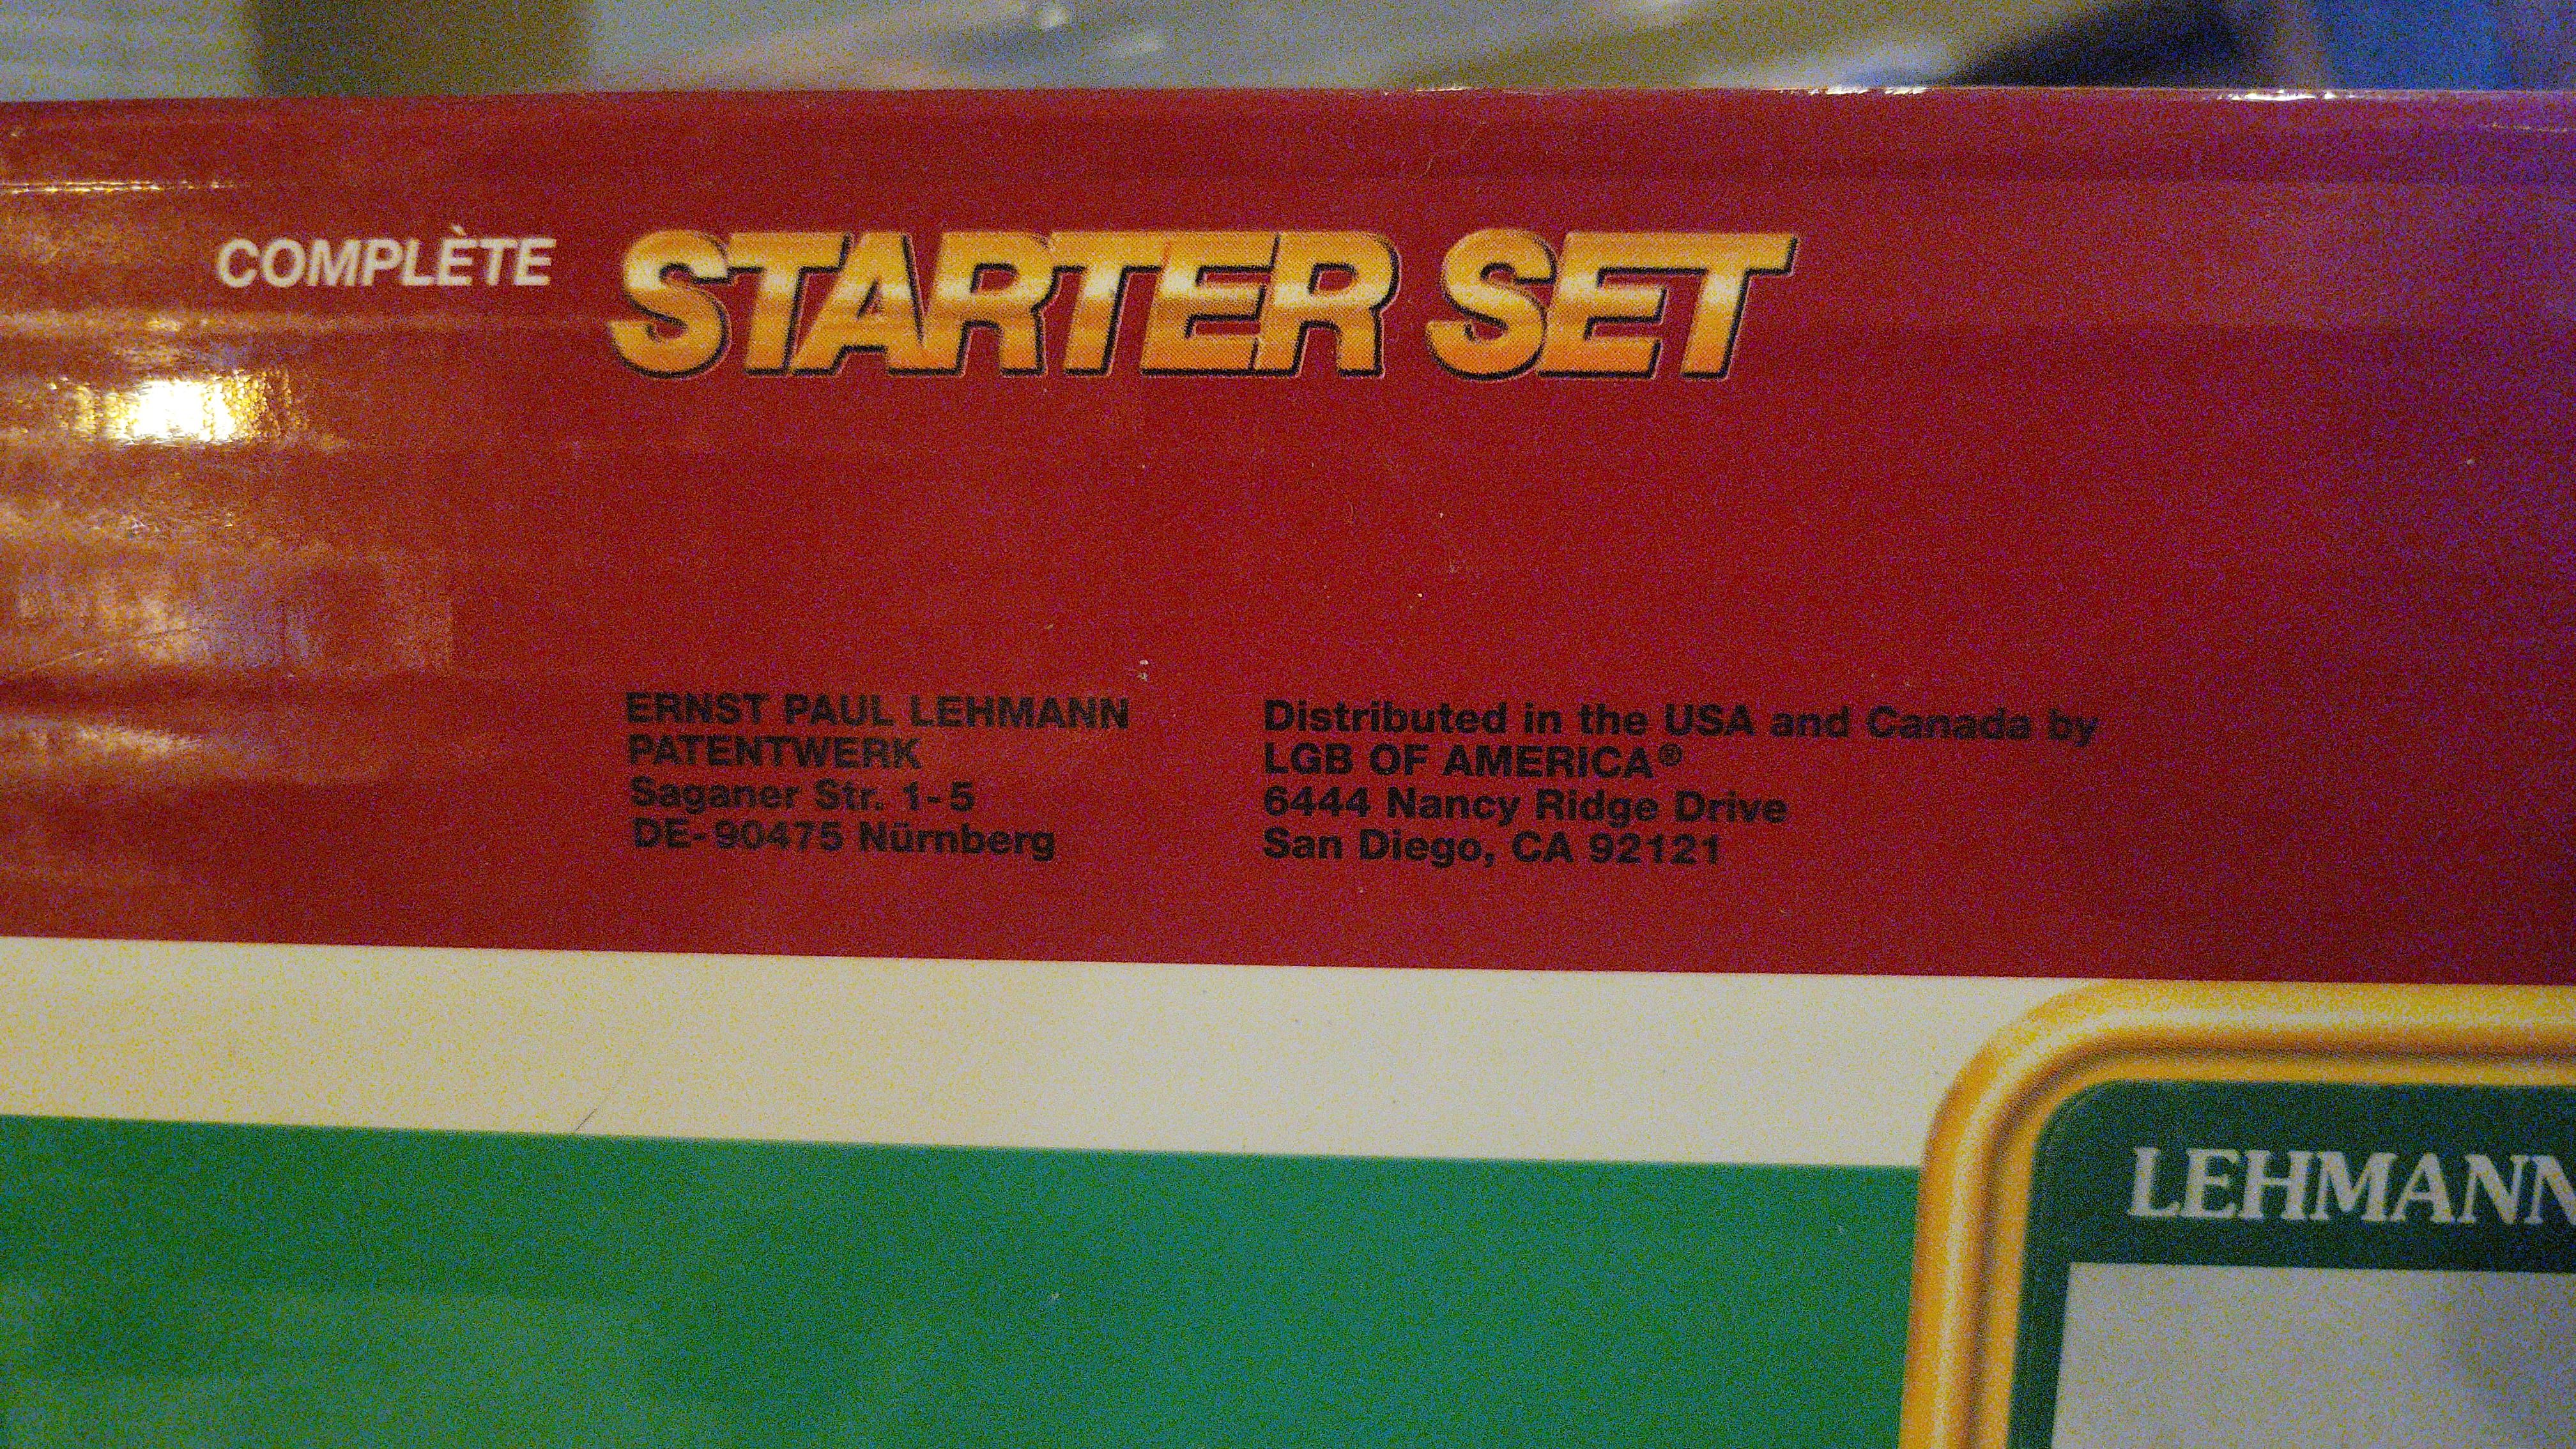 COMPLÈTE STARTER SET
ERNST PAUL LEHMANN
PATENTWERK
Saganer Str. 1-5
DE-90475 Nürnberg
Distributed in the USA and Canada by
LGB OF AMERICA®
6444 Nancy Ridge Drive
San Diego, CA 92121
LEHMANN